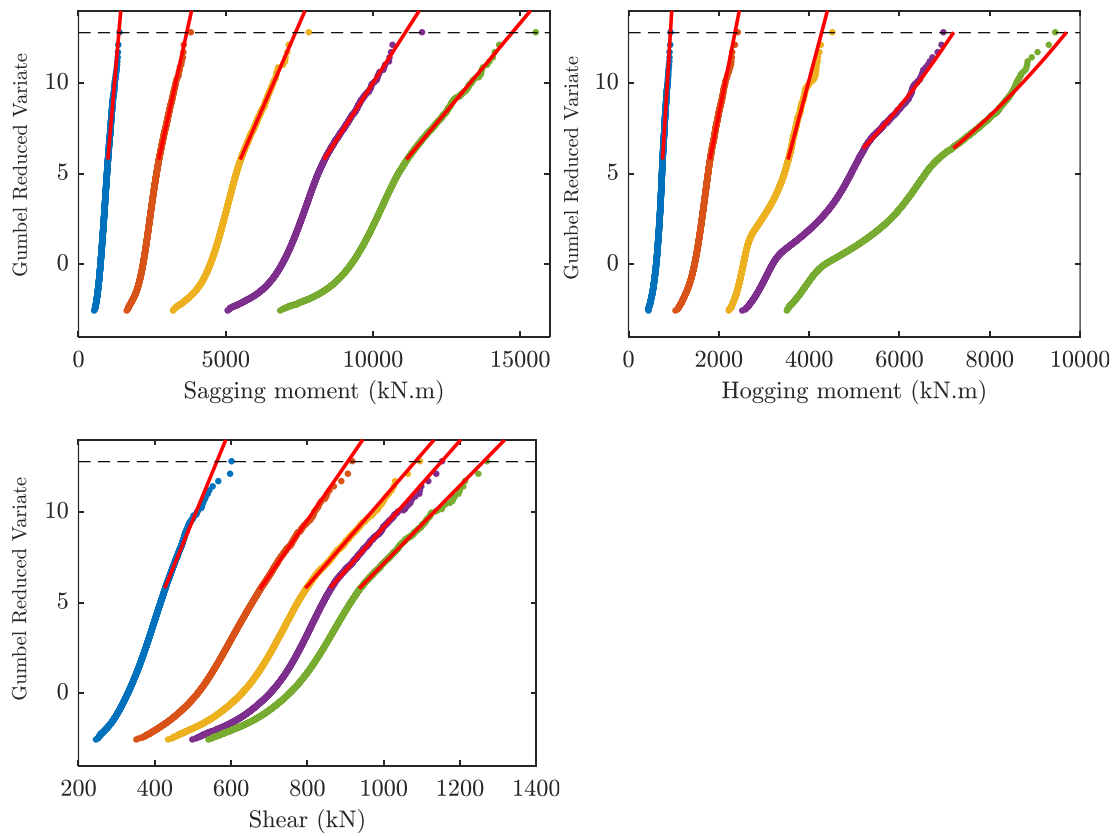 Gumbel Reduced Variate
10
5
0
0 5000 10000 15000
Sagging moment (kN.m)
Gumbel Reduced Variate
10
5
0
0 2000 4000 6000 8000 10000
Hogging moment (kN.m)
Gumbel Reduced Variate
10
5
0
200 400 600 800 1000 1200 1400
Shear (kN)